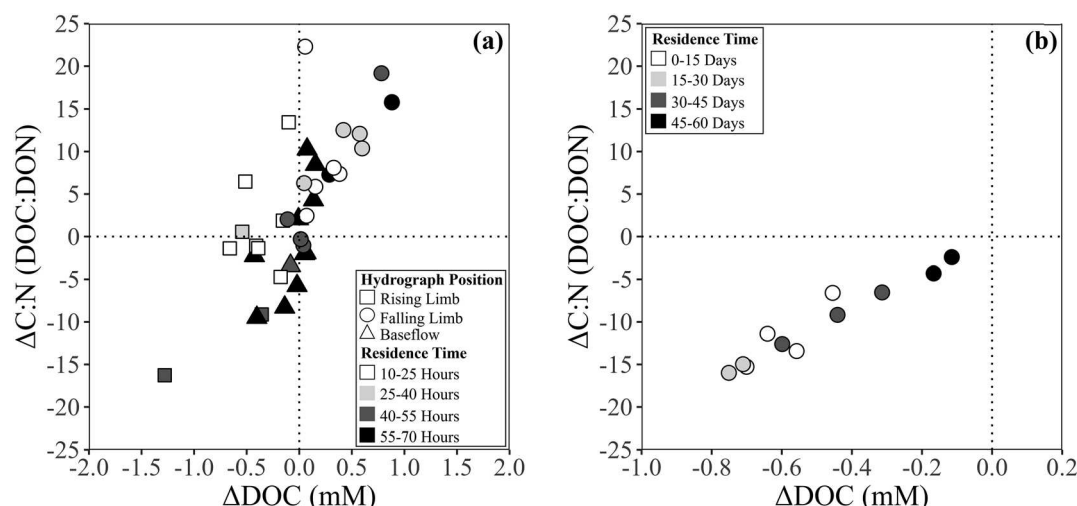 (a)
ΔC:N (DOC:DON)
25
20
15
10
5
0
-5
-10
-15
-20
-25
Hydrograph Position
Rising Limb
Falling Limb
Baseflow
Residence Time
10-25 Hours
25-40 Hours
40-55 Hours
55-70 Hours
-2.0 -1.5 -1.0 -0.5 0.0 0.5 1.0 1.5 2.0
ΔDOC (mM)
(b)
ΔC:N (DOC:DON)
25
20
15
10
5
0
-5
-10
-15
-20
-25
Residence Time
0-15 Days
15-30 Days
30-45 Days
45-60 Days
-1.0 -0.8 -0.6 -0.4 -0.2 0.0 0.2
ΔDOC (mM)